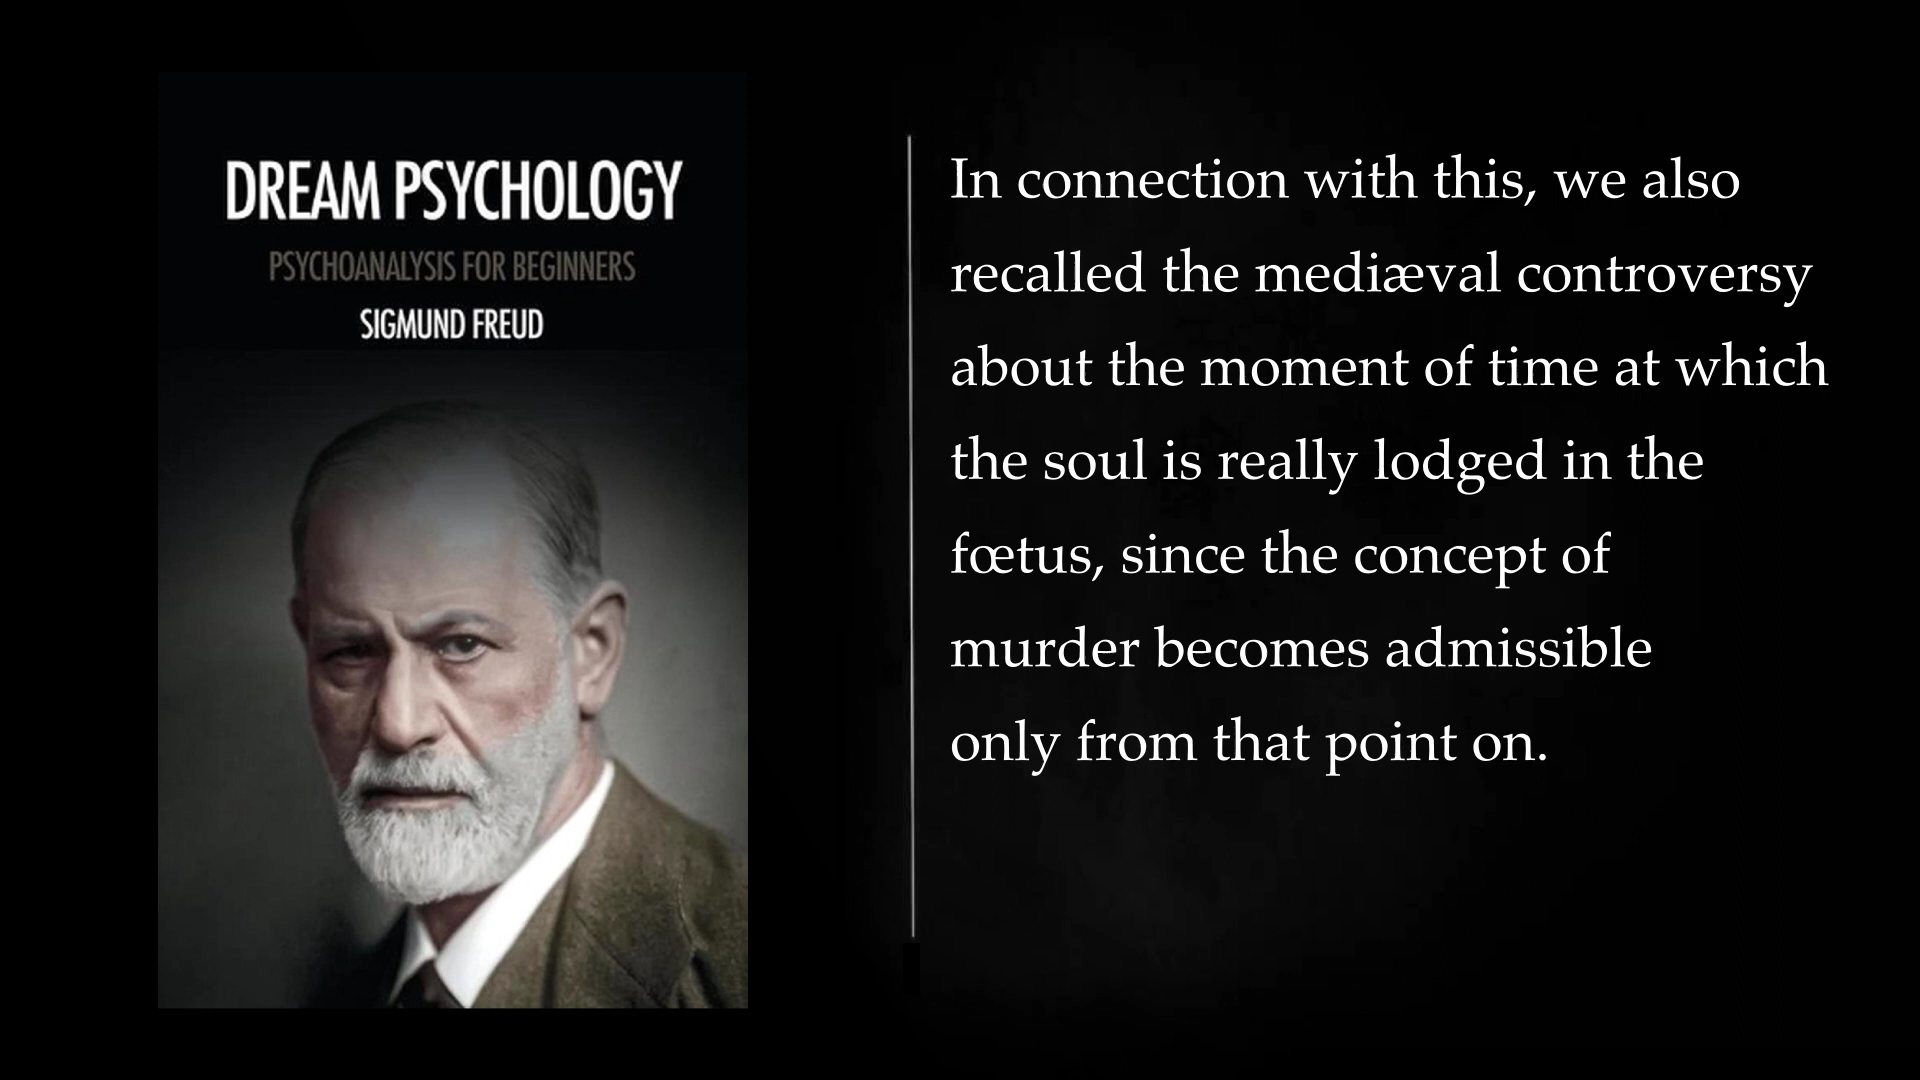 DREAM PSYCHOLOGY
PSYCHOANALYSIS FOR BEGINNERS
SIGMUND FREUD
In connection with this, we also
recalled the mediæval controversy
about the moment of time at which
the soul is really lodged in the
fœtus, since the concept of
murder becomes admissible
only from that point on.